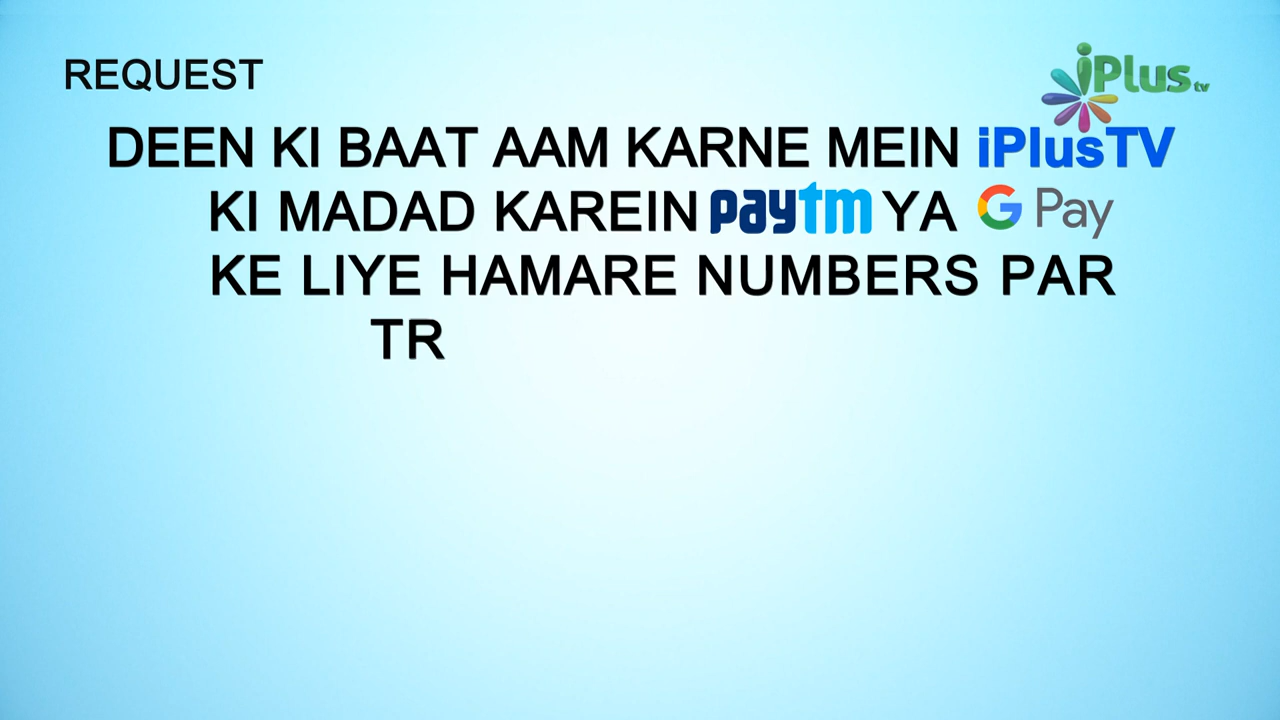 REQUEST
iPlus tv
DEEN KI BAAT AAM KARNE MEIN iPlusTV
KI MADAD KAREIN paytm YA G Pay
KE LIYE HAMARE NUMBERS PAR
TR